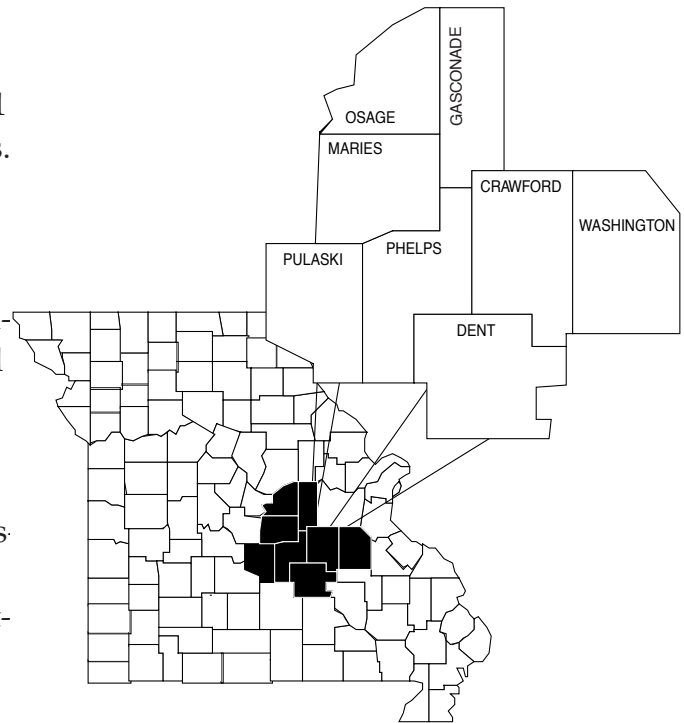 GASCONADE
OSAGE
MARIES
CRAWFORD
WASHINGTON
PHELPS
PULASKI
DENT